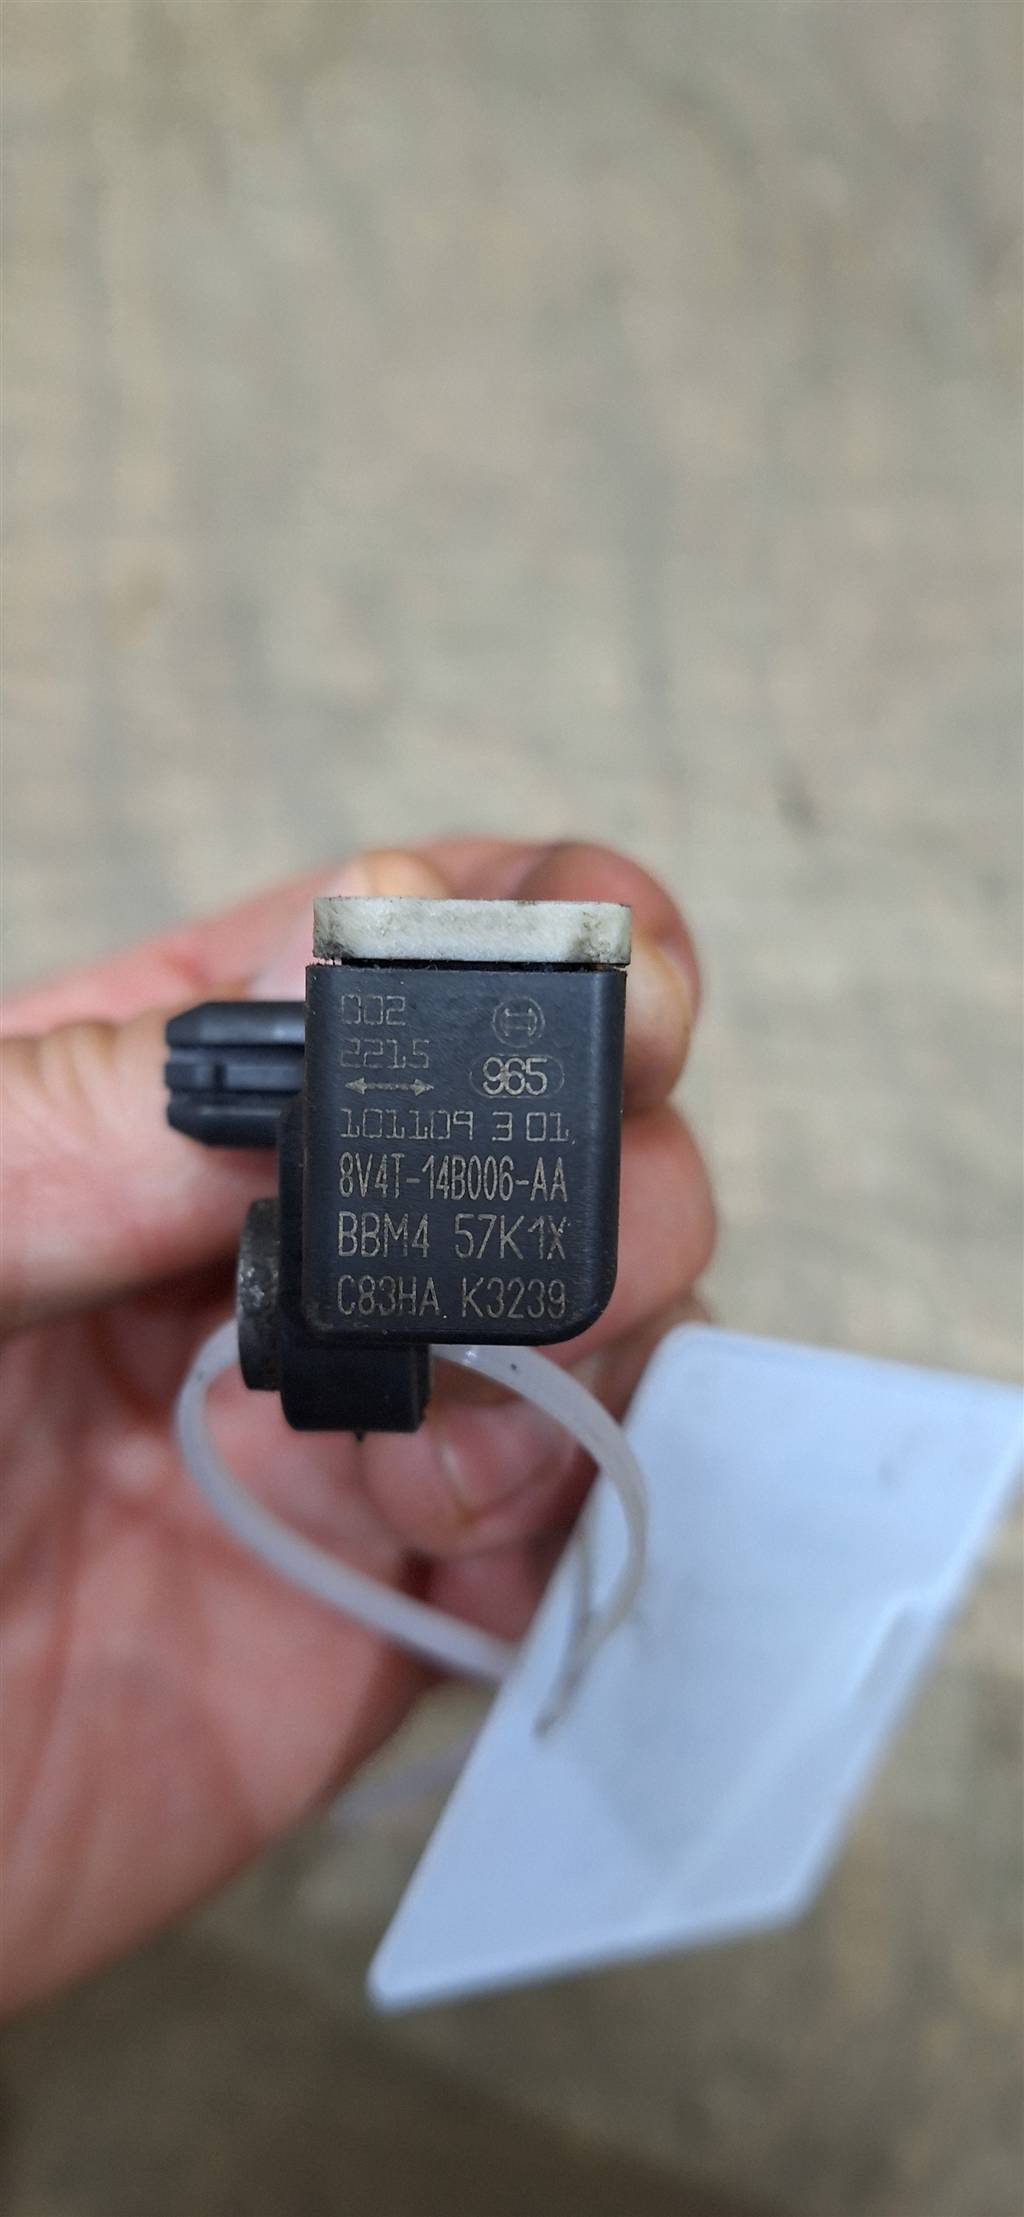 002
2215
965
101109 3 01
8V4T-14B006-AA
BBM4 57K1X
C83HA K3239